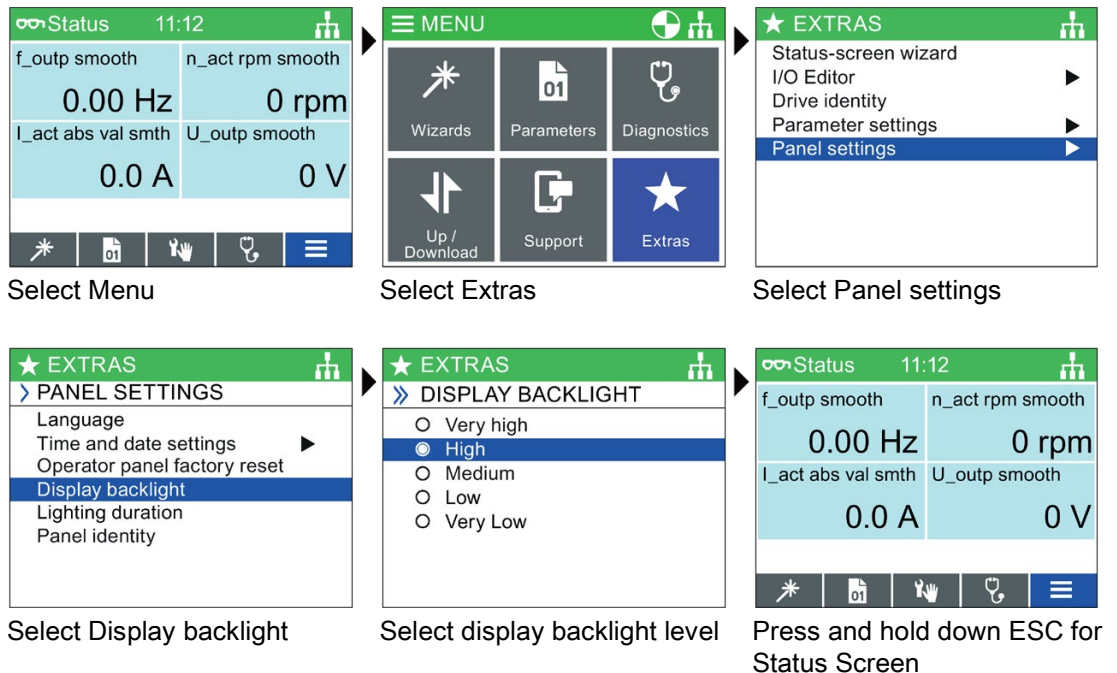 Status 11:12
f_outp smooth n_act rpm smooth
0.00 Hz 0 rpm
I_act abs val smth U_outp smooth
0.0 A 0 V
01
Select Menu
MENU
Wizards Parameters Diagnostics
01
Up / Download Support Extras
Select Extras
EXTRAS
Status-screen wizard
I/O Editor
Drive identity
Parameter settings
Panel settings
Select Panel settings
EXTRAS
PANEL SETTINGS
Language
Time and date settings
Operator panel factory reset
Display backlight
Lighting duration
Panel identity
Select Display backlight
EXTRAS
DISPLAY BACKLIGHT
Very high
High
Medium
Low
Very Low
Select display backlight level
Status 11:12
f_outp smooth n_act rpm smooth
0.00 Hz 0 rpm
I_act abs val smth U_outp smooth
0.0 A 0 V
01
Press and hold down ESC for
Status Screen